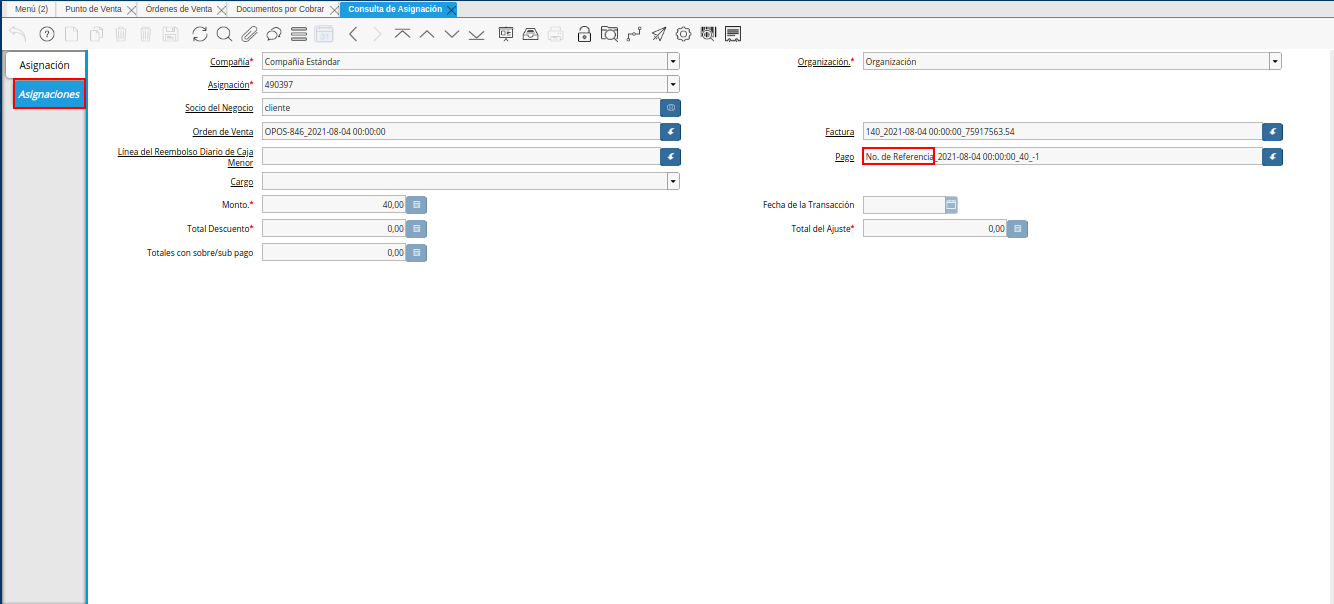 Menú (2) Punto de Venta Órdenes de Venta Documentos por Cobrar Consulta de Asignación
Asignación
Asignaciones
Compañía* Compañía Estándar Organización.* Organización
Asignación* 490397
Socio del Negocio cliente
Orden de Venta OPOS-846_2021-08-04 00:00:00 Factura 140_2021-08-04 00:00:00_75917563.54
Línea del Reembolso Diario de Caja
Menor Pago No. de Referencia_2021-08-04 00:00:00_40_-1
Cargo
Monto.* 40,00 Fecha de la Transacción
Total Descuento* 0,00 Total del Ajuste* 0,00
Totales con sobre/sub pago 0,00